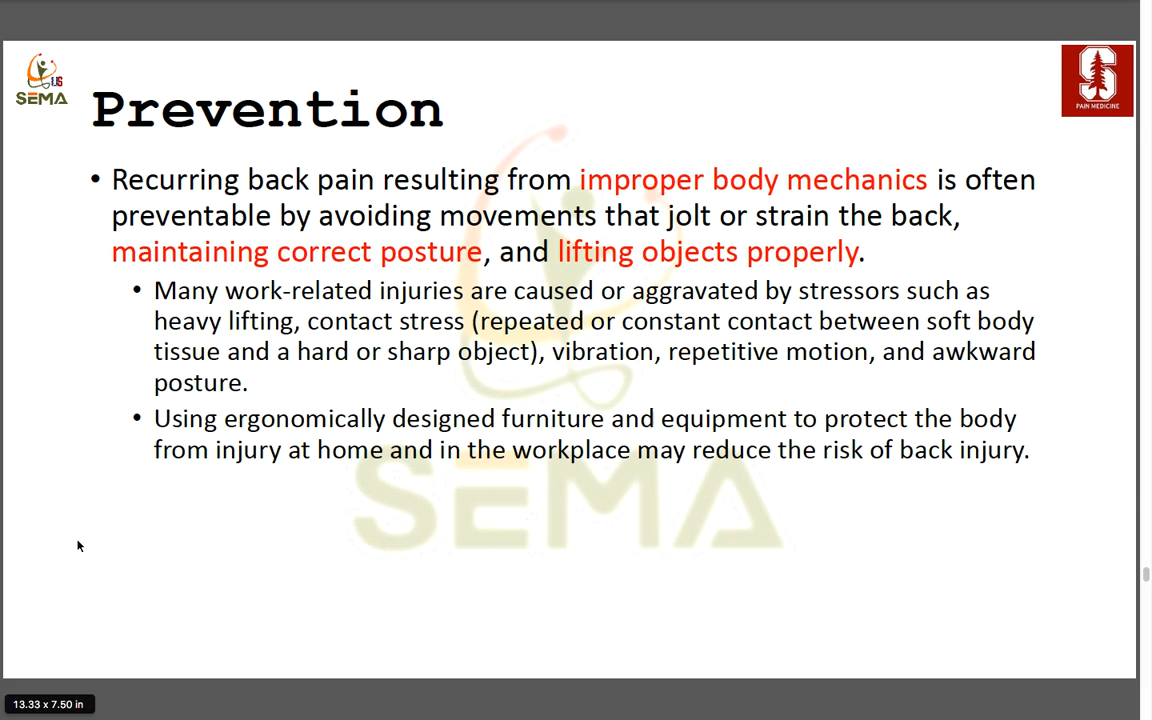 US
SEMA
PAIN MEDICINE
Prevention
• Recurring back pain resulting from improper body mechanics is often
preventable by avoiding movements that jolt or strain the back,
maintaining correct posture, and lifting objects properly.
• Many work-related injuries are caused or aggravated by stressors such as
heavy lifting, contact stress (repeated or constant contact between soft body
tissue and a hard or sharp object), vibration, repetitive motion, and awkward
posture.
• Using ergonomically designed furniture and equipment to protect the body
from injury at home and in the workplace may reduce the risk of back injury.
SEMA
13.33 x 7.50 in